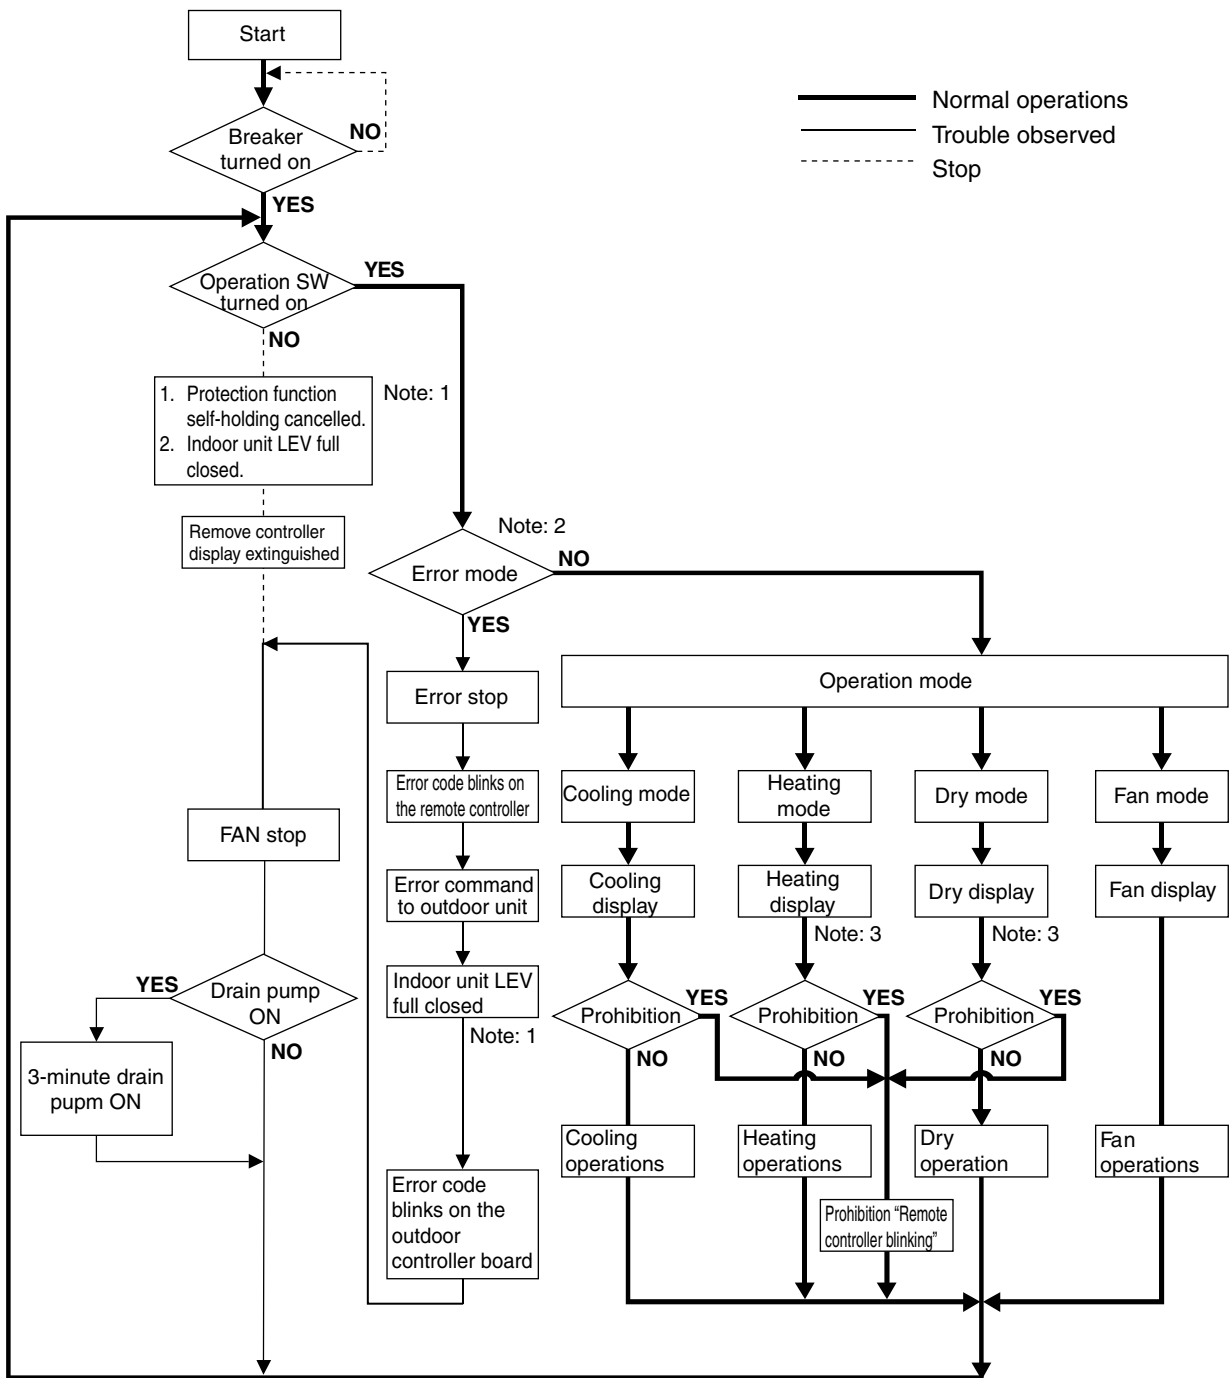 Start
Normal operations
Trouble observed
Stop
Breaker
turned on
NO
YES
Operation SW
turned on
YES
NO
1. Protection function
self-holding cancelled.
2. Indoor unit LEV full
closed.
Note: 1
Remove controller
display extinguished
Note: 2
Error mode
NO
YES
Error stop
Operation mode
Error code blinks on
the remote controller
Cooling mode
Heating
mode
Dry mode
Fan mode
FAN stop
Error command
to outdoor unit
Cooling
display
Heating
display
Dry display
Fan display
Note: 3
Note: 3
Indoor unit LEV
full closed
Note: 1
YES
Drain pump
ON
NO
Prohibition
YES
NO
Prohibition
YES
NO
Prohibition
YES
NO
3-minute drain
pupm ON
Cooling
operations
Heating
operations
Dry
operation
Fan
operations
Error code
blinks on the
outdoor
controller board
Prohibition “Remote
controller blinking”